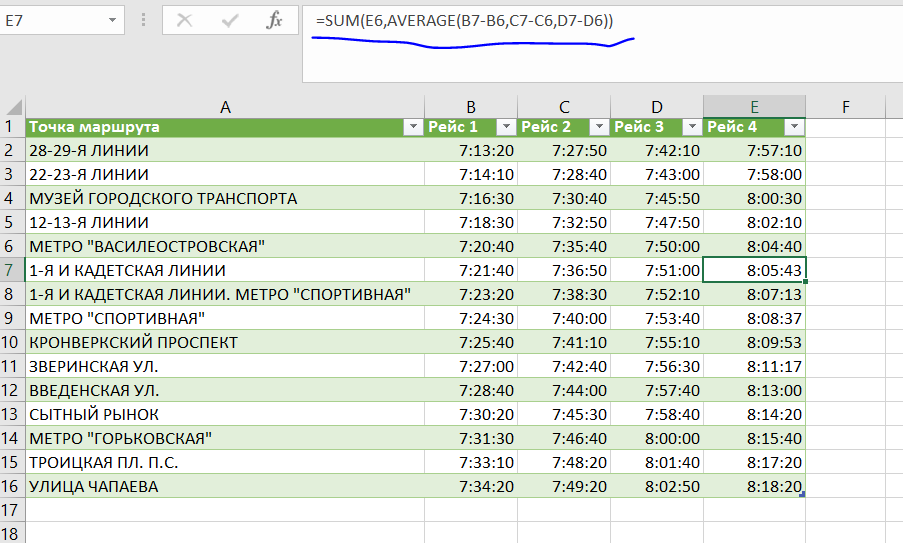 E7 fx =SUM(E6,AVERAGE(B7-B6,C7-C6,D7-D6))
A B C D E F
1 Точка маршрута Рейс 1 Рейс 2 Рейс 3 Рейс 4
2 28-29-Я ЛИНИИ 7:13:20 7:27:50 7:42:10 7:57:10
3 22-23-Я ЛИНИИ 7:14:10 7:28:40 7:43:00 7:58:00
4 МУЗЕЙ ГОРОДСКОГО ТРАНСПОРТА 7:16:30 7:30:40 7:45:50 8:00:30
5 12-13-Я ЛИНИИ 7:18:30 7:32:50 7:47:50 8:02:10
6 МЕТРО "ВАСИЛЕОСТРОВСКАЯ" 7:20:40 7:35:40 7:50:00 8:04:40
7 1-Я И КАДЕТСКАЯ ЛИНИИ 7:21:40 7:36:50 7:51:00 8:05:43
8 1-Я И КАДЕТСКАЯ ЛИНИИ. МЕТРО "СПОРТИВНАЯ" 7:23:20 7:38:30 7:52:10 8:07:13
9 МЕТРО "СПОРТИВНАЯ" 7:24:30 7:40:00 7:53:40 8:08:37
10 КРОНВЕРКСКИЙ ПРОСПЕКТ 7:25:40 7:41:10 7:55:10 8:09:53
11 ЗВЕРИНСКАЯ УЛ. 7:27:00 7:42:40 7:56:30 8:11:17
12 ВВЕДЕНСКАЯ УЛ. 7:28:40 7:44:00 7:57:40 8:13:00
13 СЫТНЫЙ РЫНОК 7:30:20 7:45:30 7:58:40 8:14:20
14 МЕТРО "ГОРЬКОВСКАЯ" 7:31:30 7:46:40 8:00:00 8:15:40
15 ТРОИЦКАЯ ПЛ. П.С. 7:33:10 7:48:20 8:01:40 8:17:20
16 УЛИЦА ЧАПАЕВА 7:34:20 7:49:20 8:02:50 8:18:20
17
18